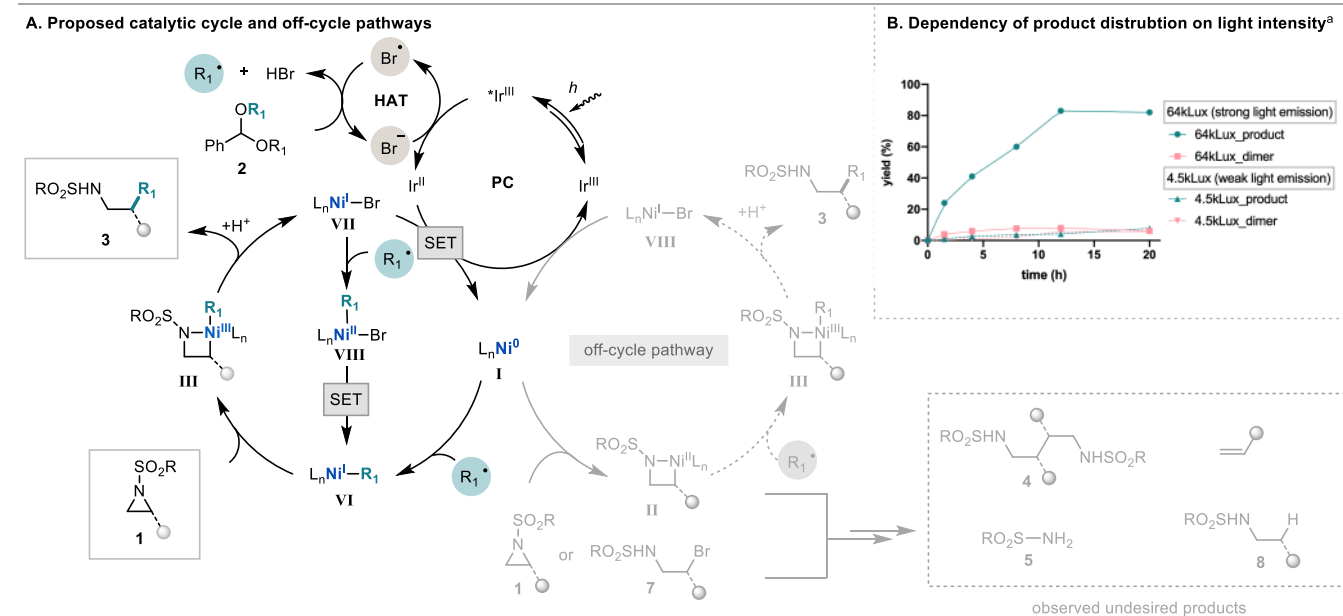 A. Proposed catalytic cycle and off-cycle pathways
R1• + HBr
Br•
HAT
Br−
*IrIII
h
OR1
Ph OR1
2
IrII
PC
IrIII
RO2SHN R1
3
+H+
LnNiI–Br
VII
SET
R1•
R1
LnNiII–Br
VIII
SET
LnNi0
I
RO2S
R1
N–NiIIILn
III
SO2R
N
1
LnNiI–R1
VI
R1•
off-cycle pathway
LnNiI–Br
VIII
+H+
RO2SHN R1
3
RO2S
R1
N–NiIIILn
III
R1•
RO2S
N–NiIILn
II
SO2R
N
1
or
RO2SHN Br
7
B. Dependency of product distrubtion on light intensitya
yield (%)
100
80
60
40
20
0
0 5 10 15 20
time (h)
64kLux (strong light emission)
64kLux_product
64kLux_dimer
4.5kLux (weak light emission)
4.5kLux_product
4.5kLux_dimer
RO2SHN
NHSO2R
4
RO2S–NH2
5
RO2SHN H
8
observed undesired products